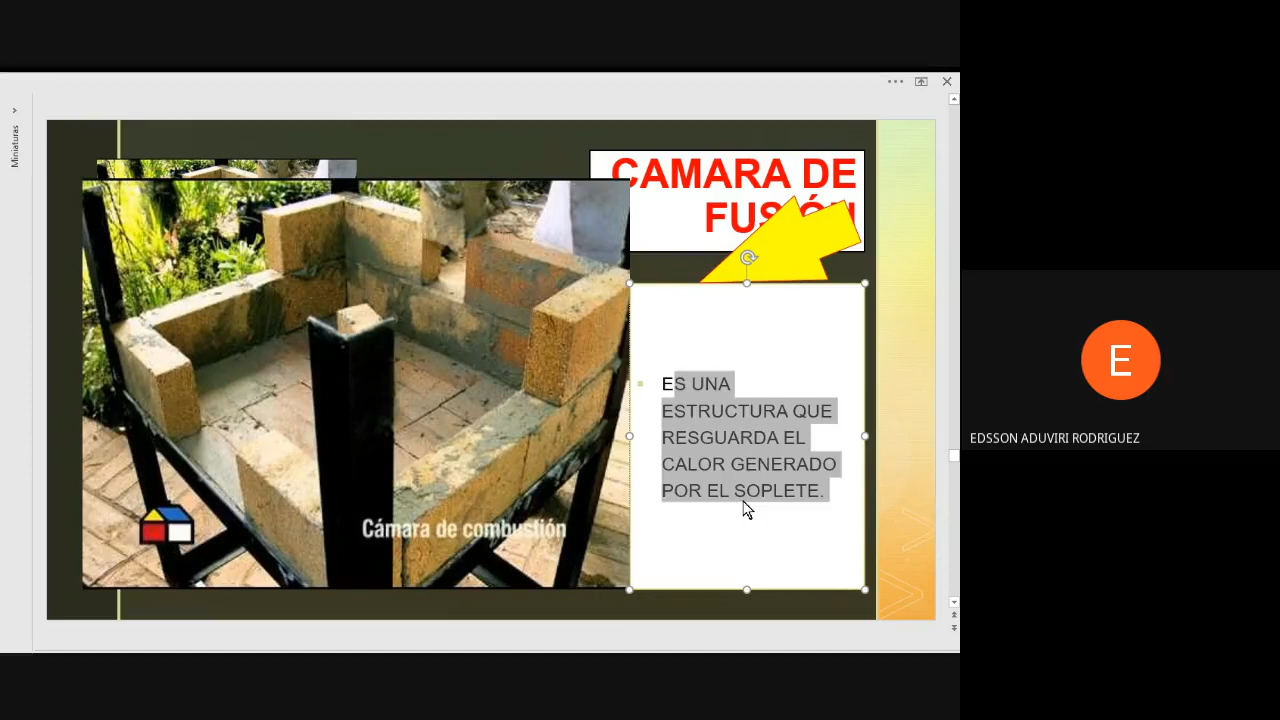 Miniaturas
CAMARA DE
FUSIÓN
ES UNA
ESTRUCTURA QUE
RESGUARDA EL
CALOR GENERADO
POR EL SOPLETE.
Cámara de combustión
E
EDSSON ADUVIRI RODRIGUEZ